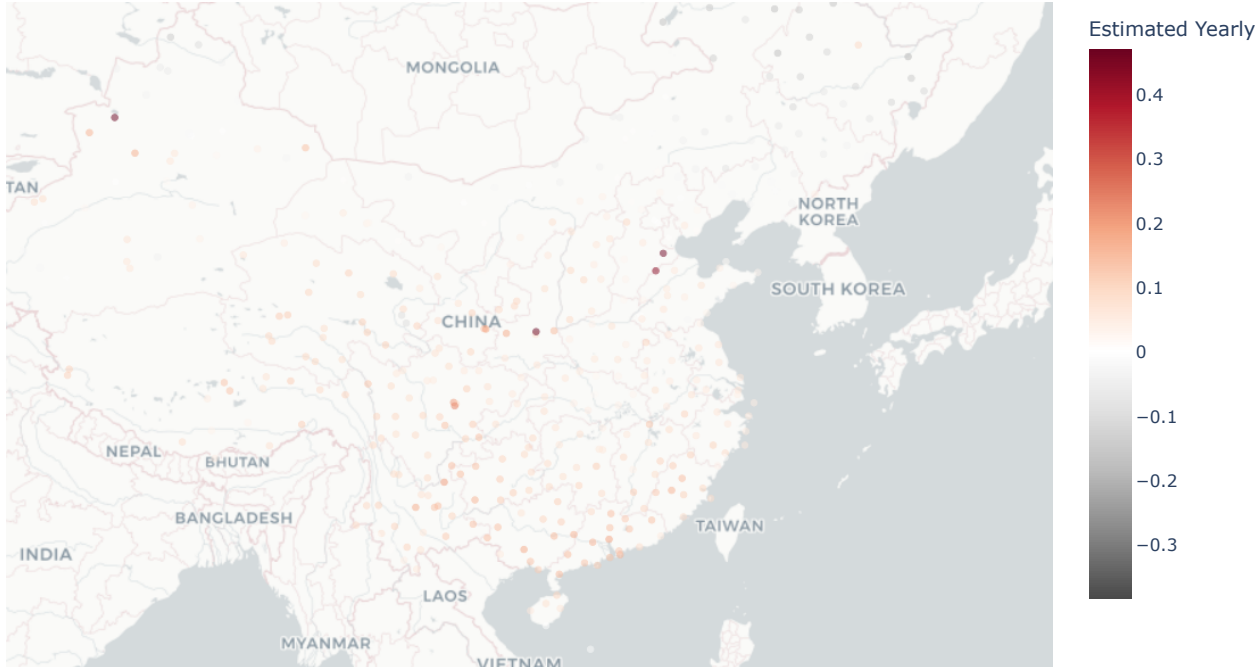 Estimated Yearly
MONGOLIA
0.4
0.3
TAN
NORTH
KOREA
0.2
SOUTH KOREA
0.1
CHINA
0
−0.1
NEPAL
BHUTAN
−0.2
BANGLADESH
TAIWAN
−0.3
INDIA
LAOS
MYANMAR
VIETNAM